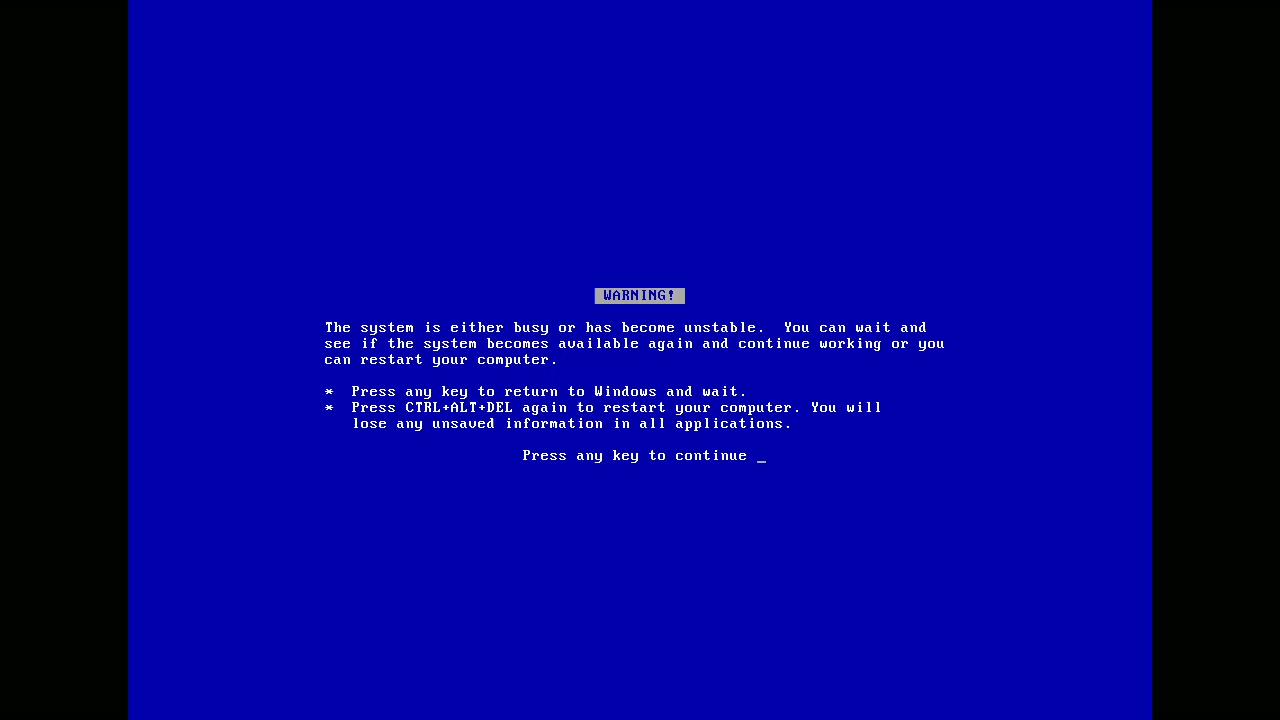 WARNING!
The system is either busy or has become unstable.  You can wait and
see if the system becomes available again and continue working or you
can restart your computer.
*  Press any key to return to Windows and wait.
*  Press CTRL+ALT+DEL again to restart your computer. You will
lose any unsaved information in all applications.
Press any key to continue _